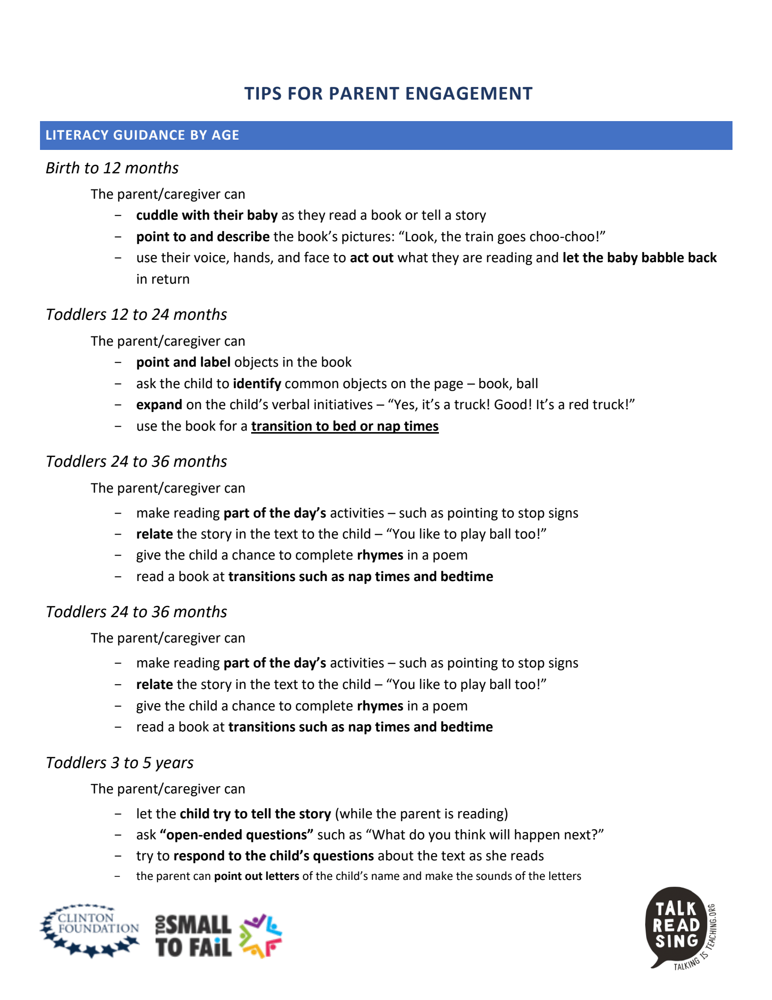 TIPS FOR PARENT ENGAGEMENT
LITERACY GUIDANCE BY AGE
Birth to 12 months
The parent/caregiver can
- cuddle with their baby as they read a book or tell a story
- point to and describe the book’s pictures: “Look, the train goes choo-choo!”
- use their voice, hands, and face to act out what they are reading and let the baby babble back
in return
Toddlers 12 to 24 months
The parent/caregiver can
- point and label objects in the book
- ask the child to identify common objects on the page – book, ball
- expand on the child’s verbal initiatives – “Yes, it’s a truck! Good! It’s a red truck!”
- use the book for a transition to bed or nap times
Toddlers 24 to 36 months
The parent/caregiver can
- make reading part of the day’s activities – such as pointing to stop signs
- relate the story in the text to the child – “You like to play ball too!”
- give the child a chance to complete rhymes in a poem
- read a book at transitions such as nap times and bedtime
Toddlers 24 to 36 months
The parent/caregiver can
- make reading part of the day’s activities – such as pointing to stop signs
- relate the story in the text to the child – “You like to play ball too!”
- give the child a chance to complete rhymes in a poem
- read a book at transitions such as nap times and bedtime
Toddlers 3 to 5 years
The parent/caregiver can
- let the child try to tell the story (while the parent is reading)
- ask “open-ended questions” such as “What do you think will happen next?”
- try to respond to the child’s questions about the text as she reads
- the parent can point out letters of the child’s name and make the sounds of the letters
CLINTON
FOUNDATION
TOO SMALL
TO FAiL
TALK
READ
SING
TALKING IS TEACHING.ORG